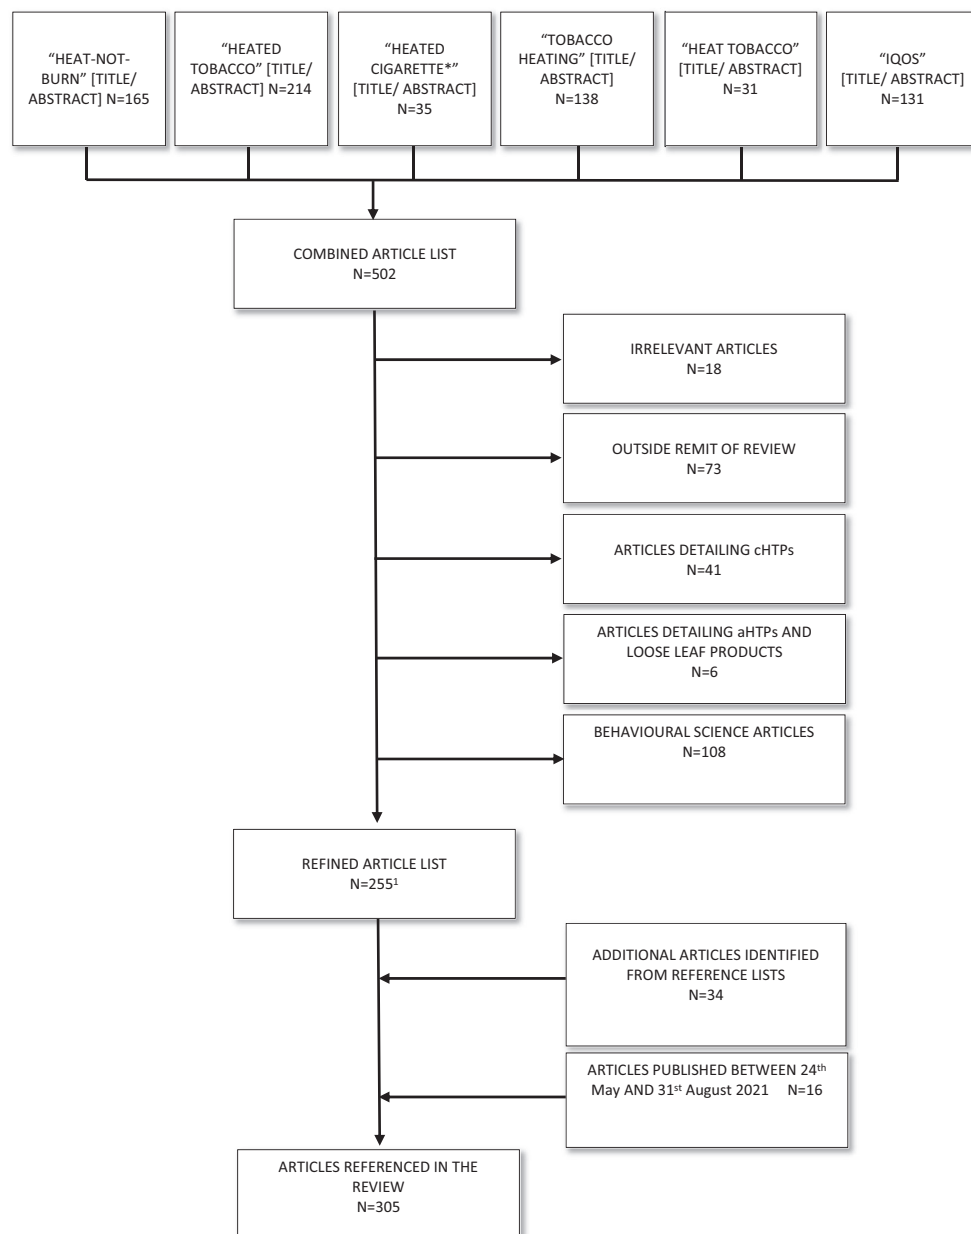 “HEAT-NOT-
BURN” [TITLE/
ABSTRACT] N=165
“HEATED
TOBACCO” [TITLE/
ABSTRACT] N=214
“HEATED
CIGARETTE*”
[TITLE/ ABSTRACT]
N=35
“TOBACCO
HEATING” [TITLE/
ABSTRACT]
N=138
“HEAT TOBACCO”
[TITLE/ ABSTRACT]
N=31
“IQOS”
[TITLE/ ABSTRACT]
N=131
COMBINED ARTICLE LIST
N=502
IRRELEVANT ARTICLES
N=18
OUTSIDE REMIT OF REVIEW
N=73
ARTICLES DETAILING cHTPs
N=41
ARTICLES DETAILING aHTPs AND
LOOSE LEAF PRODUCTS
N=6
BEHAVIOURAL SCIENCE ARTICLES
N=108
REFINED ARTICLE LIST
N=255¹
ADDITIONAL ARTICLES IDENTIFIED
FROM REFERENCE LISTS
N=34
ARTICLES PUBLISHED BETWEEN 24th
May AND 31st August 2021 N=16
ARTICLES REFERENCED IN THE
REVIEW
N=305